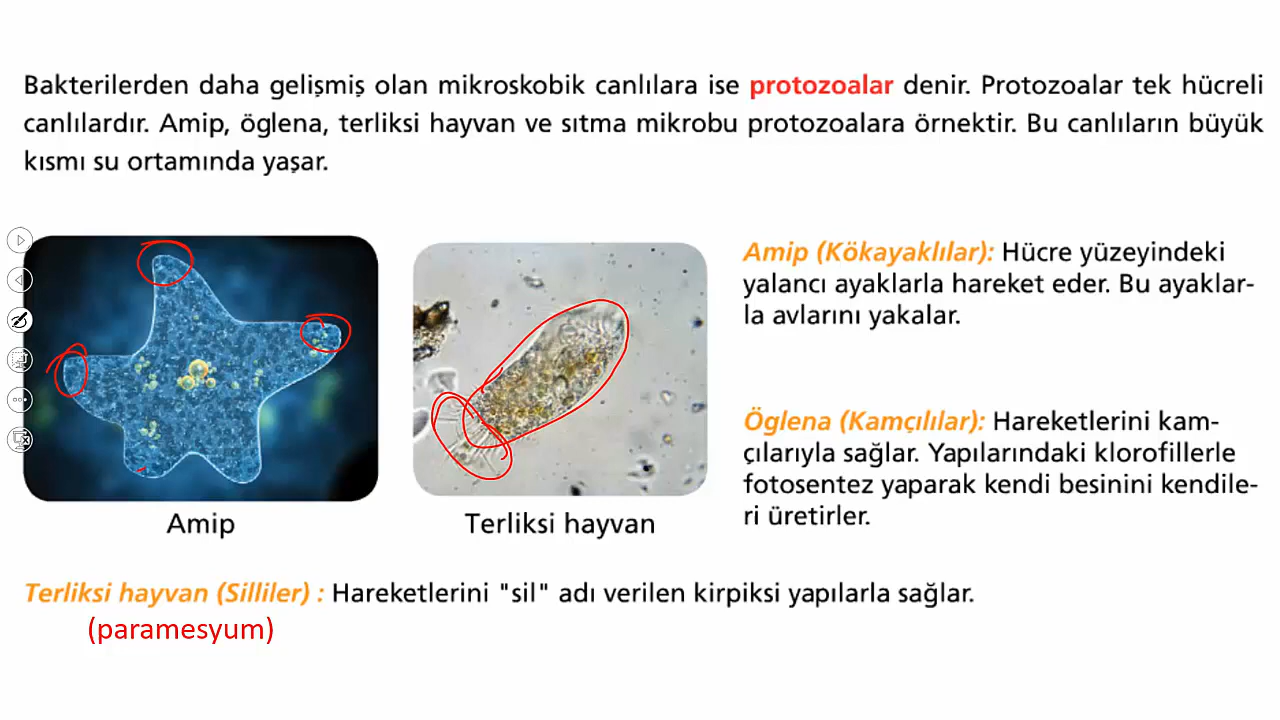 Bakterilerden daha gelişmiş olan mikroskobik canlılara ise protozoalar denir. Protozoalar tek hücreli
canlılardır. Amip, öglena, terliksi hayvan ve sıtma mikrobu protozoalara örnektir. Bu canlıların büyük
kısmı su ortamında yaşar.
Amip (Kökayaklılar): Hücre yüzeyindeki
yalancı ayaklarla hareket eder. Bu ayaklar-
la avlarını yakalar.
Öglena (Kamçılılar): Hareketlerini kam-
çılarıyla sağlar. Yapılarındaki klorofillerle
fotosentez yaparak kendi besinini kendile-
ri üretirler.
Amip
Terliksi hayvan
Terliksi hayvan (Silliler) : Hareketlerini "sil" adı verilen kirpiksi yapılarla sağlar.
(paramesyum)